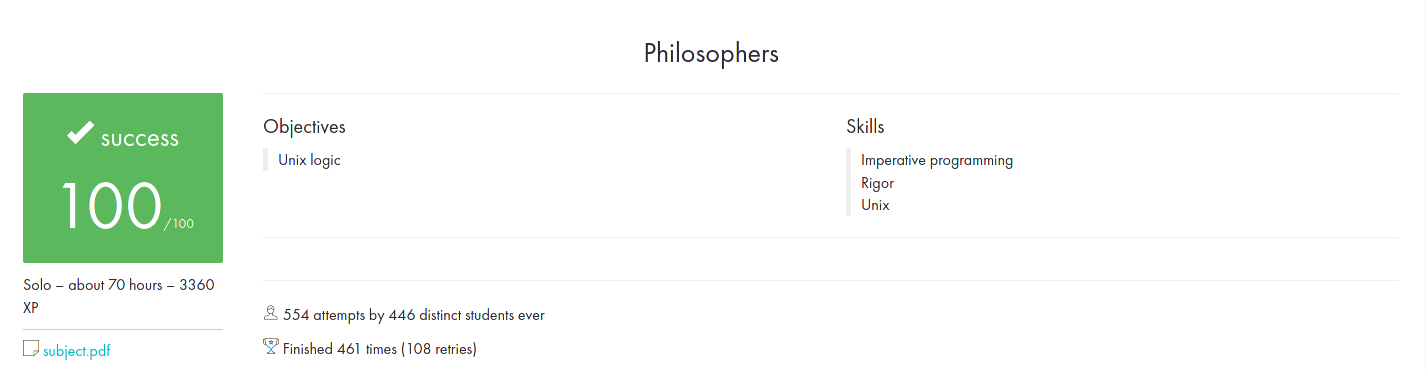 Philosophers
success
100/100
Solo – about 70 hours – 3360
XP
subject.pdf
Objectives
Unix logic
Skills
Imperative programming
Rigor
Unix
554 attempts by 446 distinct students ever
Finished 461 times (108 retries)